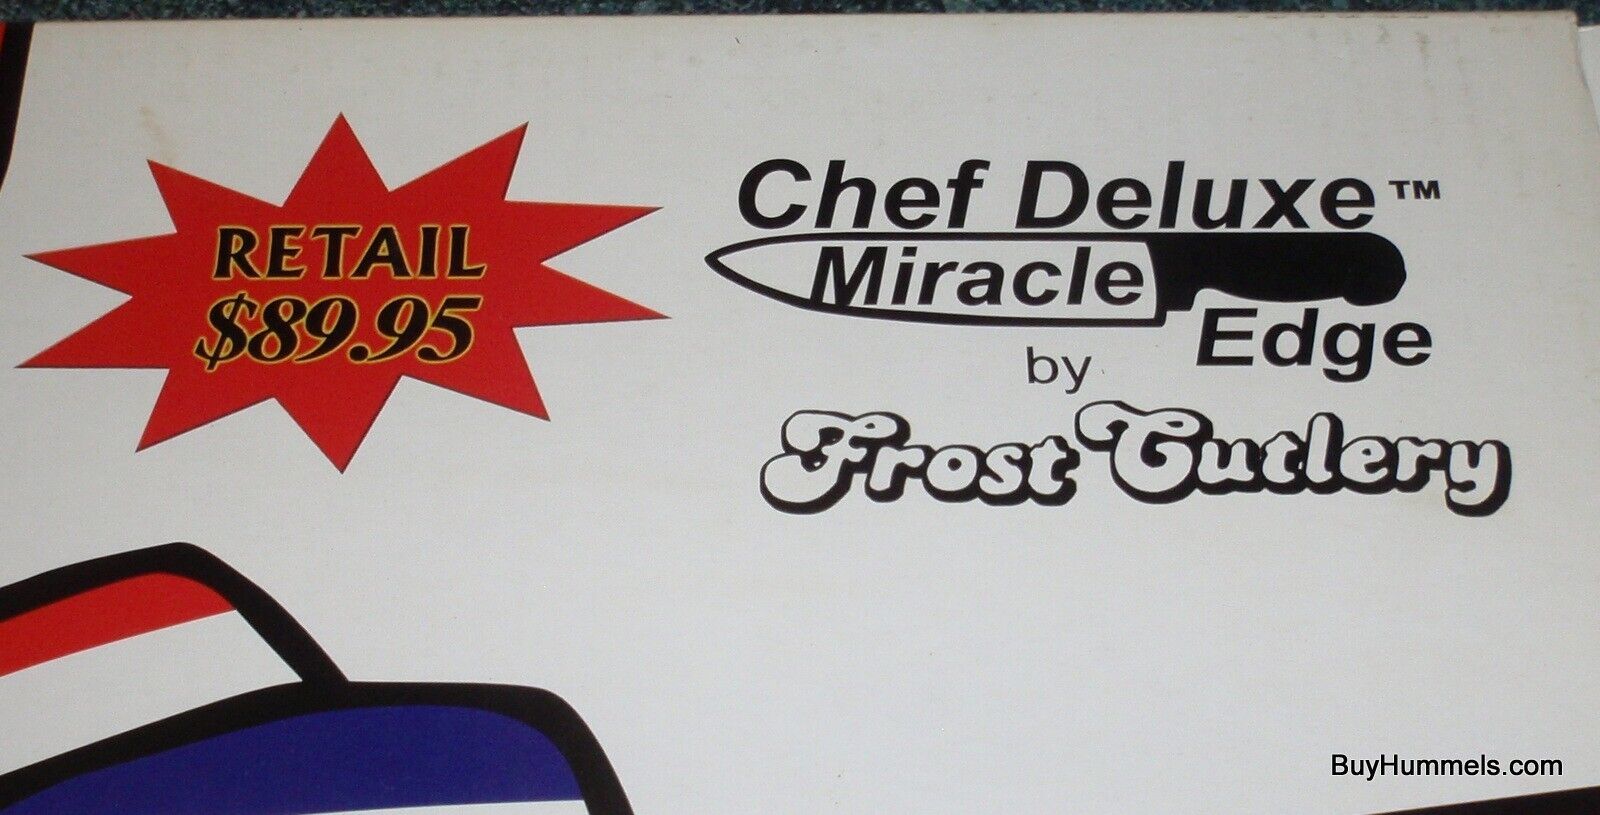 RETAIL
$89.95
Chef Deluxe™
Miracle
Edge
by
Frost Cutlery
BuyHummels.com